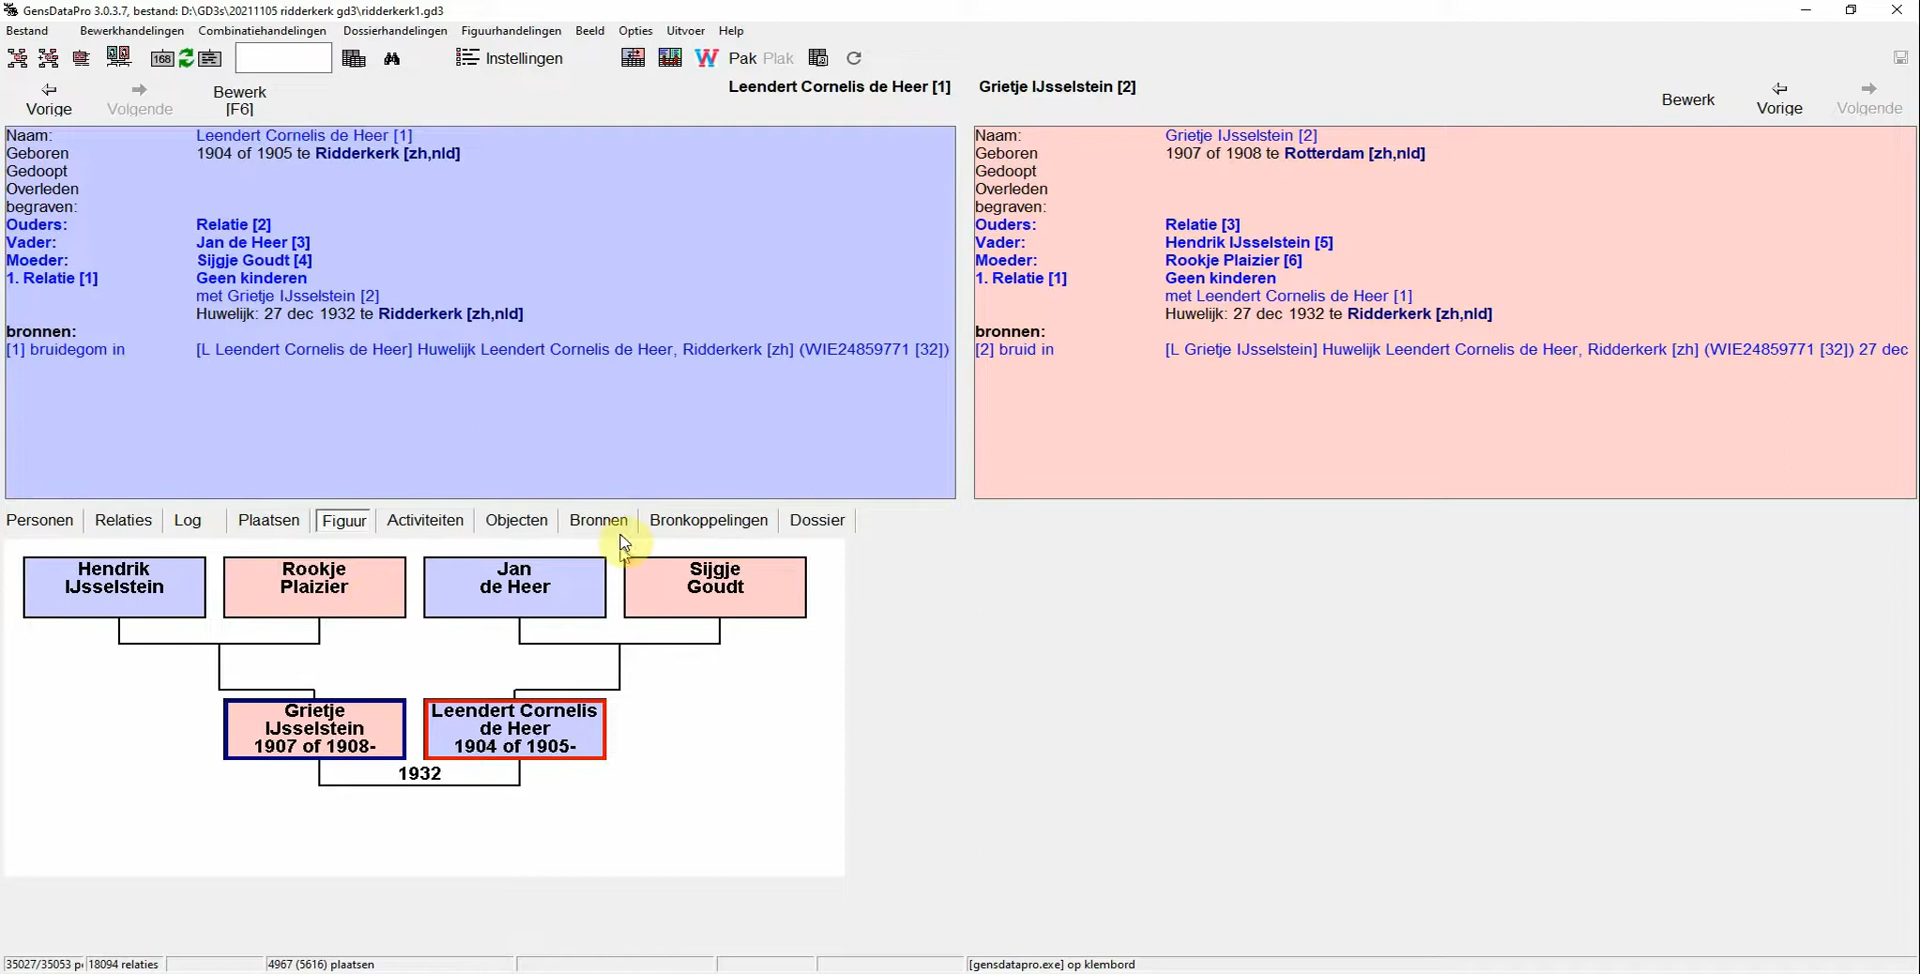 GensDataPro 3.0.3.7, bestand: D:\GD3s\20211105 ridderkerk gd3\ridderkerk1.gd3
Bestand Bewerkhandelingen Combinatiehandelingen Dossierhandelingen Figuurhandelingen Beeld Opties Uitvoer Help
168 Instellingen W Pak Plak
Vorige Volgende Bewerk [F6] Leendert Cornelis de Heer [1] Grietje IJsselstein [2] Bewerk Vorige Volgende
Naam: Leendert Cornelis de Heer [1]
Geboren 1904 of 1905 te Ridderkerk [zh,nld]
Gedoopt
Overleden
begraven:
Ouders: Relatie [2]
Vader: Jan de Heer [3]
Moeder: Sijgje Goudt [4]
1. Relatie [1] Geen kinderen
met Grietje IJsselstein [2]
Huwelijk: 27 dec 1932 te Ridderkerk [zh,nld]
bronnen:
[1] bruidegom in [L Leendert Cornelis de Heer] Huwelijk Leendert Cornelis de Heer, Ridderkerk [zh] (WIE24859771 [32])
Naam: Grietje IJsselstein [2]
Geboren 1907 of 1908 te Rotterdam [zh,nld]
Gedoopt
Overleden
begraven:
Ouders: Relatie [3]
Vader: Hendrik IJsselstein [5]
Moeder: Rookje Plaizier [6]
1. Relatie [1] Geen kinderen
met Leendert Cornelis de Heer [1]
Huwelijk: 27 dec 1932 te Ridderkerk [zh,nld]
bronnen:
[2] bruid in [L Grietje IJsselstein] Huwelijk Leendert Cornelis de Heer, Ridderkerk [zh] (WIE24859771 [32]) 27 dec
Personen Relaties Log Plaatsen Figuur Activiteiten Objecten Bronnen Bronkoppelingen Dossier
Hendrik
IJsselstein
Rookje
Plaizier
Jan
de Heer
Sijgje
Goudt
Grietje
IJsselstein
1907 of 1908-
Leendert Cornelis
de Heer
1904 of 1905-
1932
35027/35053 p 18094 relaties 4967 (5616) plaatsen [gensdatapro.exe] op klembord